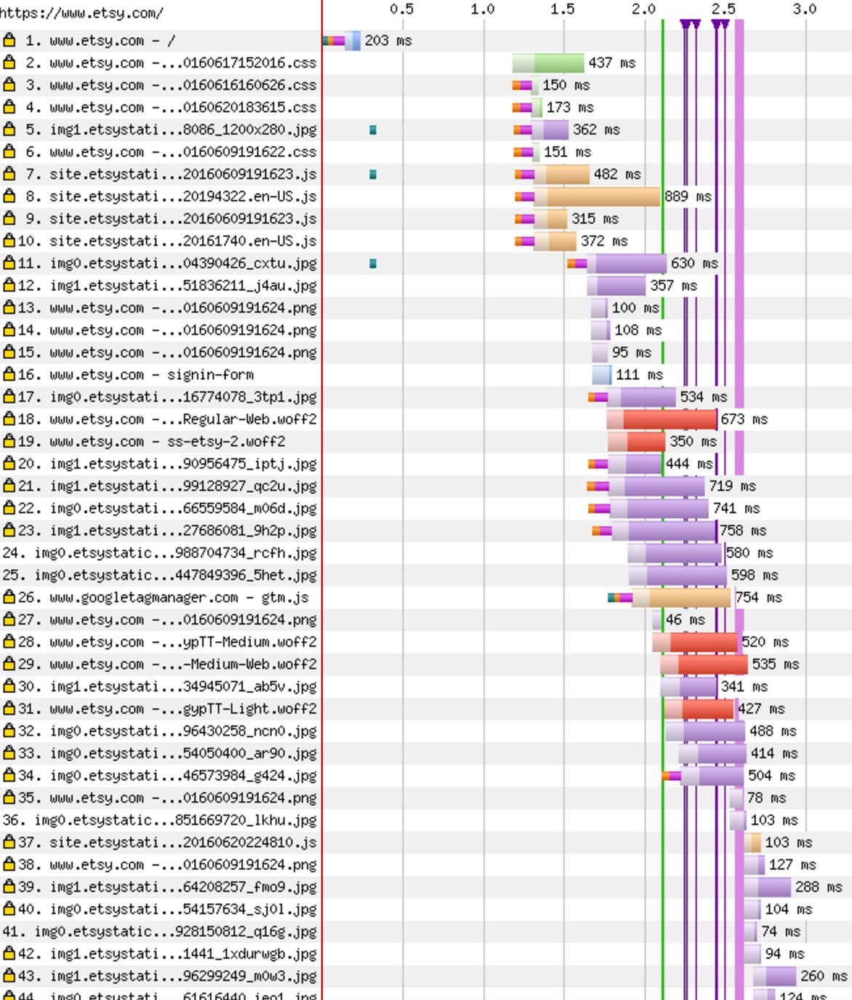 https://www.etsy.com/ 0.5 1.0 1.5 2.0 2.5 3.0
1. www.etsy.com - / 203 ms
2. www.etsy.com -...0160617152016.css 437 ms
3. www.etsy.com -...0160616160626.css 150 ms
4. www.etsy.com -...0160620183615.css 173 ms
5. img1.etsystati...8086_1200x280.jpg 362 ms
6. www.etsy.com -...0160609191622.css 151 ms
7. site.etsystati...20160609191623.js 482 ms
8. site.etsystati...20194322.en-US.js 889 ms
9. site.etsystati...20160609191623.js 315 ms
10. site.etsystati...20161740.en-US.js 372 ms
11. img0.etsystati...04390426_cxtu.jpg 630 ms
12. img1.etsystati...51836211_j4au.jpg 357 ms
13. www.etsy.com -...0160609191624.png 100 ms
14. www.etsy.com -...0160609191624.png 108 ms
15. www.etsy.com -...0160609191624.png 95 ms
16. www.etsy.com - signin-form 111 ms
17. img0.etsystati...16774078_3tp1.jpg 534 ms
18. www.etsy.com -...Regular-Web.woff2 673 ms
19. www.etsy.com - ss-etsy-2.woff2 350 ms
20. img1.etsystati...90956475_iptj.jpg 444 ms
21. img1.etsystati...99128927_qc2u.jpg 719 ms
22. img0.etsystati...66559584_m06d.jpg 741 ms
23. img1.etsystati...27686081_9h2p.jpg 758 ms
24. img0.etsystatic...988704734_rcfh.jpg 580 ms
25. img0.etsystatic...447849396_5het.jpg 598 ms
26. www.googletagmanager.com - gtm.js 754 ms
27. www.etsy.com -...0160609191624.png 46 ms
28. www.etsy.com -...ypTT-Medium.woff2 520 ms
29. www.etsy.com -...-Medium-Web.woff2 535 ms
30. img1.etsystati...34945071_ab5v.jpg 341 ms
31. www.etsy.com -...gypTT-Light.woff2 427 ms
32. img0.etsystati...96430258_ncn0.jpg 488 ms
33. img0.etsystati...54050400_ar90.jpg 414 ms
34. img0.etsystati...46573984_g424.jpg 504 ms
35. www.etsy.com -...0160609191624.png 78 ms
36. img0.etsystatic...851669720_lkhu.jpg 103 ms
37. site.etsystati...20160620224810.js 103 ms
38. www.etsy.com -...0160609191624.png 127 ms
39. img1.etsystati...64208257_fmo9.jpg 288 ms
40. img0.etsystati...54157634_sj0l.jpg 104 ms
41. img0.etsystatic...928150812_q16g.jpg 74 ms
42. img1.etsystati...1441_1xdurwgb.jpg 94 ms
43. img1.etsystati...96299249_m0w3.jpg 260 ms
44. img0.etsystati...61616440_jeo1.jpg 124 ms